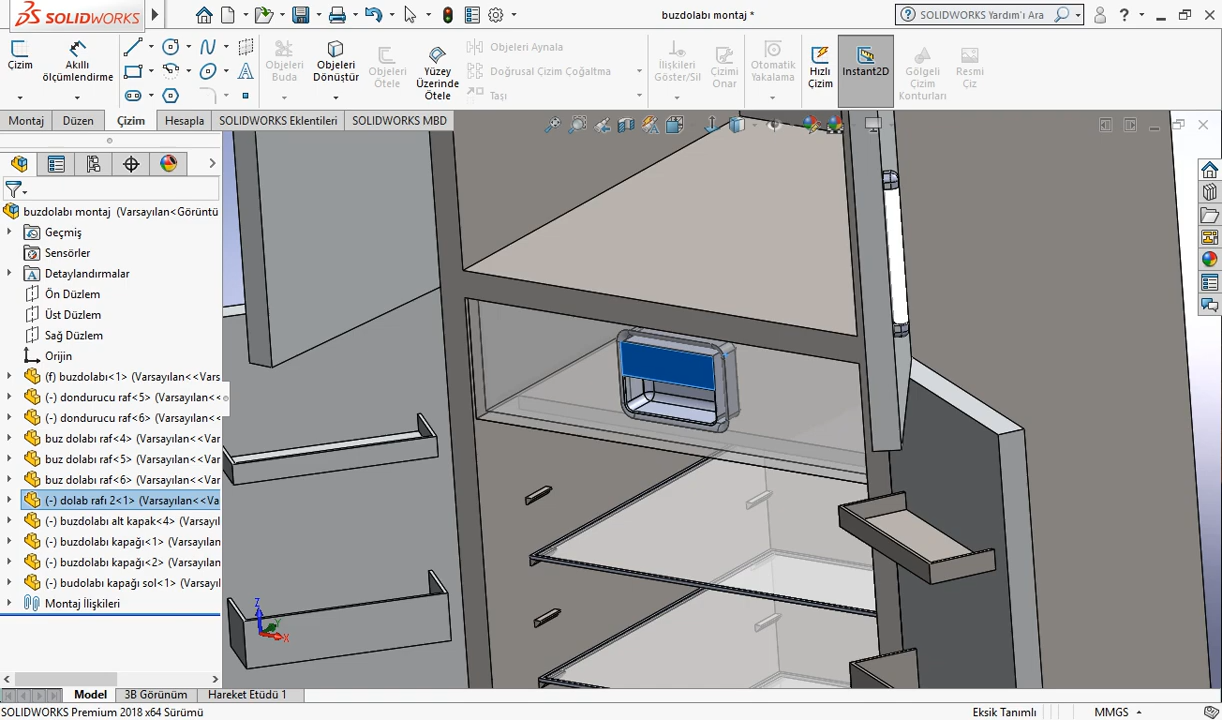 SOLIDWORKS
buzdolabı montaj *
SOLIDWORKS Yardım'ı Ara
Çizim
Akıllı ölçümlendirme
Objeleri Buda
Objeleri Dönüştür
Objeleri Ötele
Yüzey Üzerinde Ötele
Objeleri Aynala
Doğrusal Çizim Çoğaltma
Taşı
İlişkileri Göster/Sil
Çizimi Onar
Otomatik Yakalama
Hızlı Çizim
Instant2D
Gölgeli Çizim Konturları
Resmi Çiz
Montaj
Düzen
Çizim
Hesapla
SOLIDWORKS Eklentileri
SOLIDWORKS MBD
buzdolabı montaj (Varsayılan<Görüntü
Geçmiş
Sensörler
Detaylandırmalar
Ön Düzlem
Üst Düzlem
Sağ Düzlem
Orijin
(f) buzdolabı<1> (Varsayılan<<Vars
(-) dondurucu raf<5> (Varsayılan<<
(-) dondurucu raf<6> (Varsayılan<<
buz dolabı raf<4> (Varsayılan<<Var
buz dolabı raf<5> (Varsayılan<<Var
buz dolabı raf<6> (Varsayılan<<Var
(-) dolab rafı 2<1> (Varsayılan<<Va
(-) buzdolabı alt kapak<4> (Varsayıl
(-) buzdolabı kapağı<1> (Varsayılan
(-) buzdolabı kapağı<2> (Varsayılan
(-) budolabı kapağı sol<1> (Varsayıl
Montaj İlişkileri
Z
Y
X
Model
3B Görünüm
Hareket Etüdü 1
SOLIDWORKS Premium 2018 x64 Sürümü
Eksik Tanımlı
MMGS